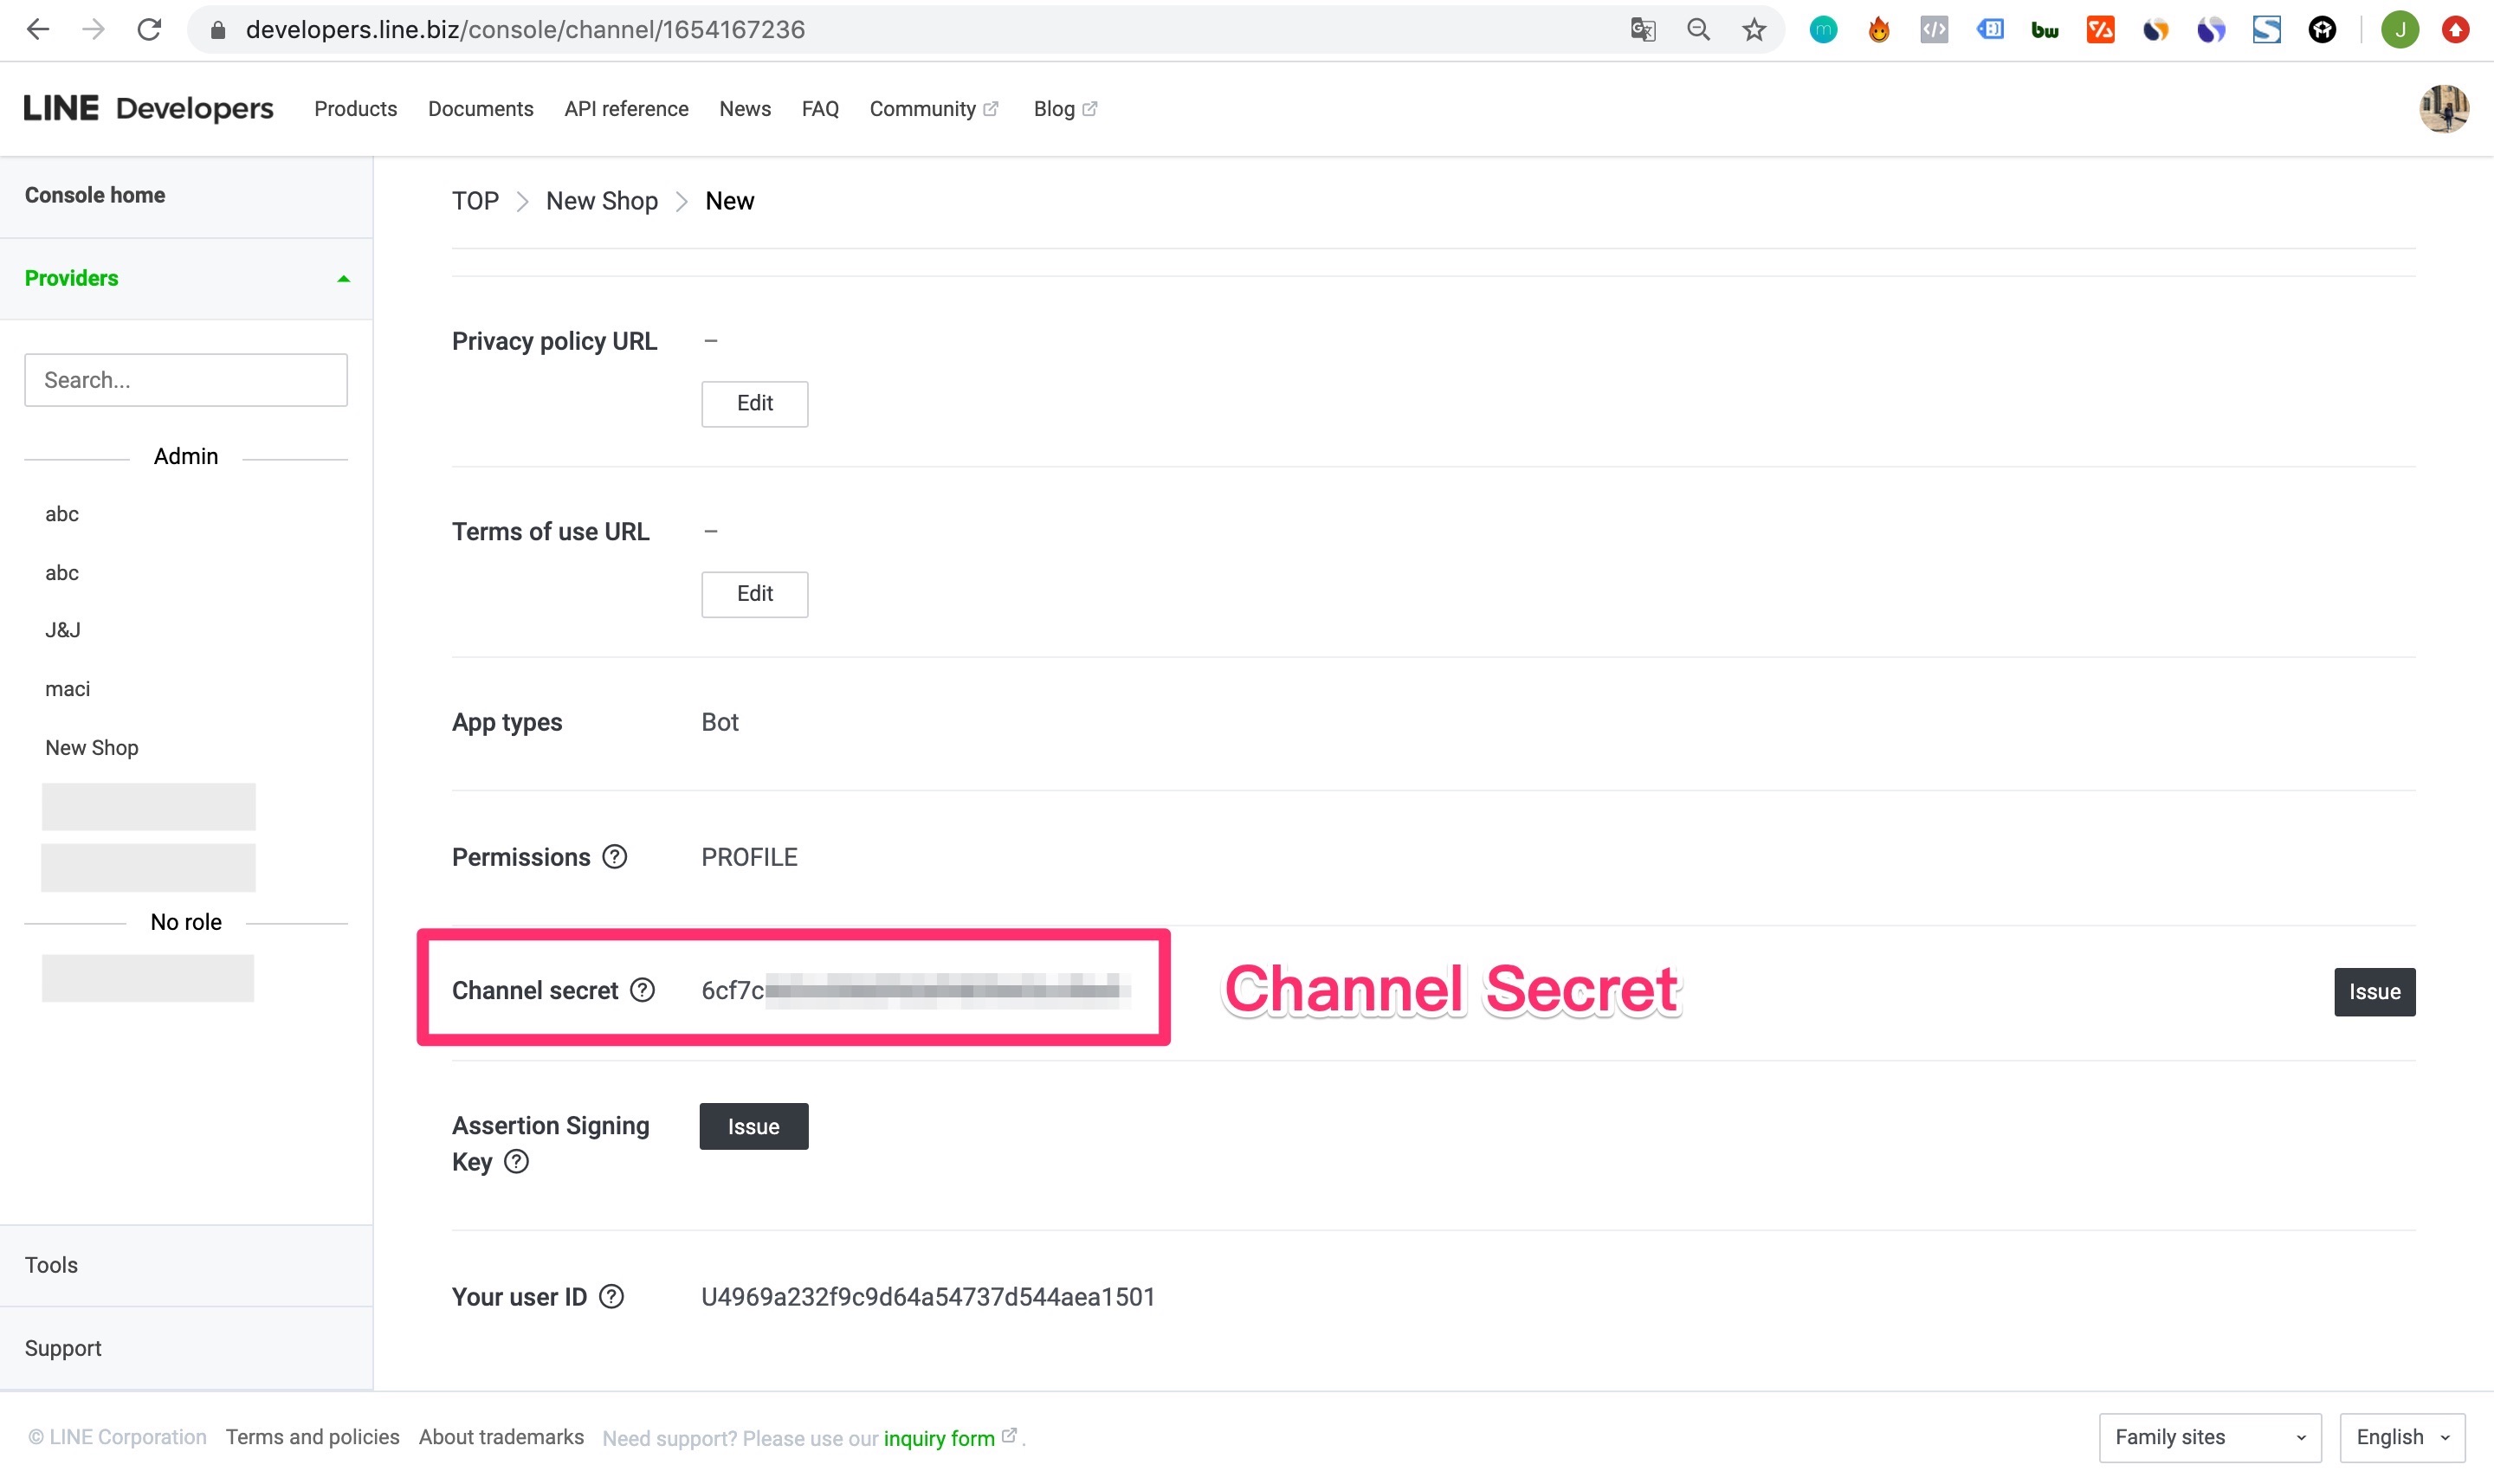 developers.line.biz/console/channel/1654167236
m
bw
J
LINE Developers
Products
Documents
API reference
News
FAQ
Community
Blog
Console home
Providers
Search...
Admin
abc
abc
J&J
maci
New Shop
No role
Tools
Support
TOP > New Shop > New
Privacy policy URL –
Edit
Terms of use URL –
Edit
App types Bot
Permissions ? PROFILE
Channel secret ? 6cf7c
Channel Secret
Issue
Assertion Signing
Key ?
Issue
Your user ID ? U4969a232f9c9d64a54737d544aea1501
© LINE Corporation Terms and policies About trademarks Need support? Please use our inquiry form .
Family sites
English